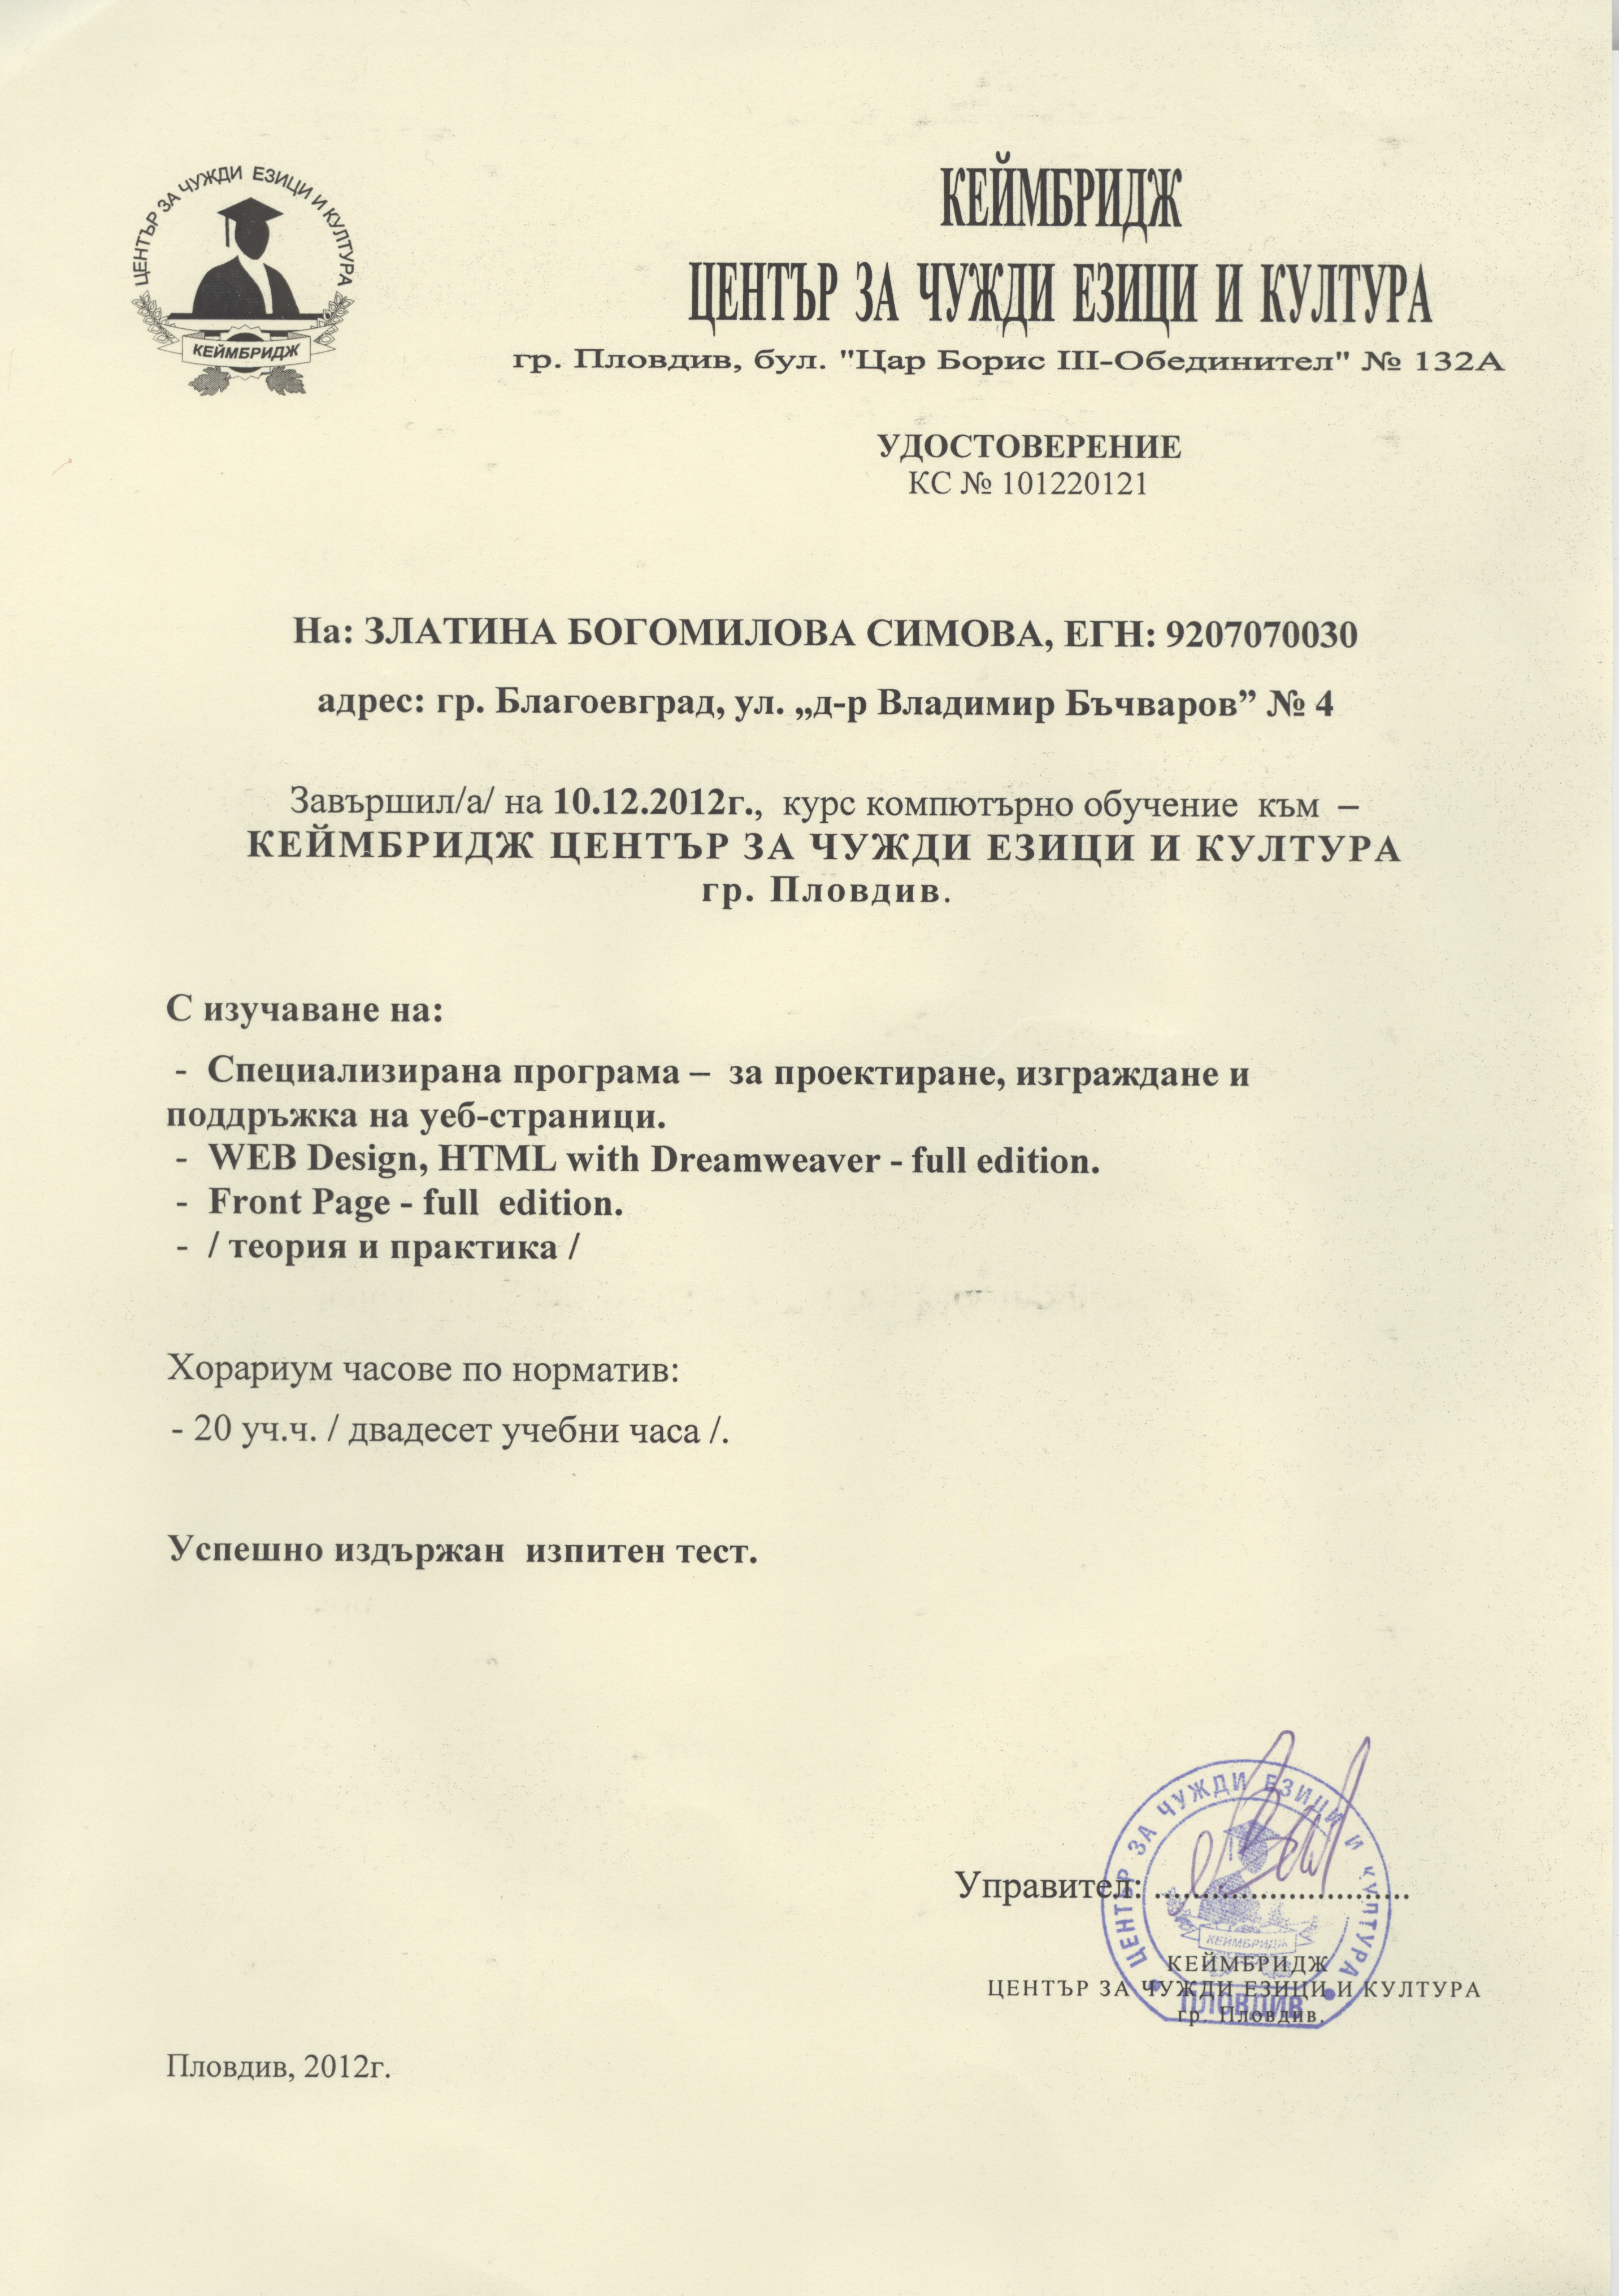 ЦЕНТЪР ЗА ЧУЖДИ ЕЗИЦИ И КУЛТУРА
КЕЙМБРИДЖ
КЕЙМБРИДЖ
ЦЕНТЪР ЗА ЧУЖДИ ЕЗИЦИ И КУЛТУРА
гр. Пловдив, бул. "Цар Борис III-Обединител" № 132А
УДОСТОВЕРЕНИЕ
КС № 101220121
На: ЗЛАТИНА БОГОМИЛОВА СИМОВА, ЕГН: 9207070030
адрес: гр. Благоевград, ул. „д-р Владимир Бъчваров” № 4
Завършил/а/ на 10.12.2012г., курс компютърно обучение към –
КЕЙМБРИДЖ ЦЕНТЪР ЗА ЧУЖДИ ЕЗИЦИ И КУЛТУРА
гр. Пловдив.
С изучаване на:
- Специализирана програма – за проектиране, изграждане и
поддръжка на уеб-страници.
- WEB Design, HTML with Dreamweaver - full edition.
- Front Page - full edition.
- / теория и практика /
Хорариум часове по норматив:
- 20 уч.ч. / двадесет учебни часа /.
Успешно издържан изпитен тест.
Управител: ...........................
ЦЕНТЪР ЗА ЧУЖДИ ЕЗИЦИ И КУЛТУРА
КЕЙМБРИДЖ
ПЛОВДИВ
КЕЙМБРИДЖ
ЦЕНТЪР ЗА ЧУЖДИ ЕЗИЦИ И КУЛТУРА
гр. Пловдив.
Пловдив, 2012г.